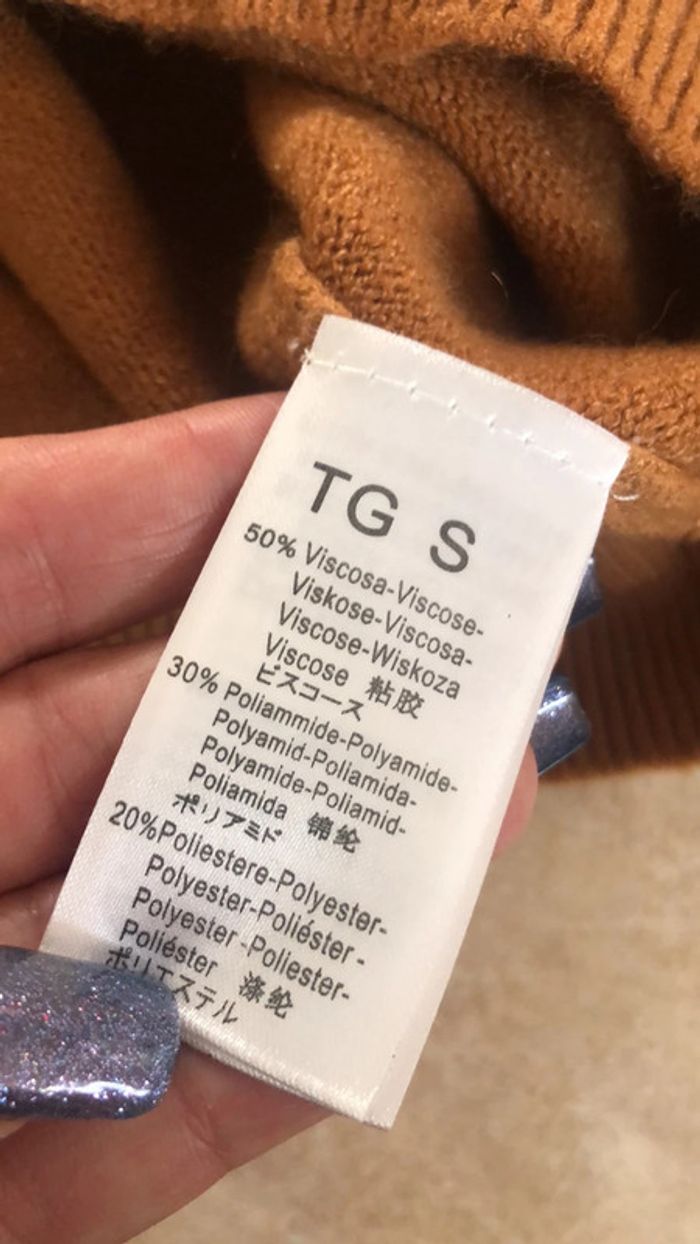 TG S
50% Viscosa-Viscose-
Viskose-Viscosa-
Viscose-Wiskoza
Viscose 粘胶
ビスコース
30% Poliammide-Polyamide-
Polyamid-Poliamida-
Polyamide-Poliamid-
Poliamida 锦纶
ポリアミド
20%Poliestere-Polyester-
Polyester-Poliéster-
Polyester-Poliester-
Poliéster 涤纶
ポリエステル